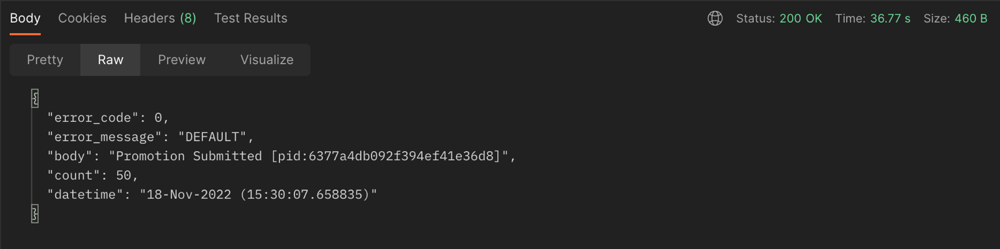 Body Cookies Headers (8) Test Results Status: 200 OK Time: 36.77 s Size: 460 B
Pretty Raw Preview Visualize
{
"error_code": 0,
"error_message": "DEFAULT",
"body": "Promotion Submitted [pid:6377a4db092f394ef41e36d8]",
"count": 50,
"datetime": "18-Nov-2022 (15:30:07.658835)"
}